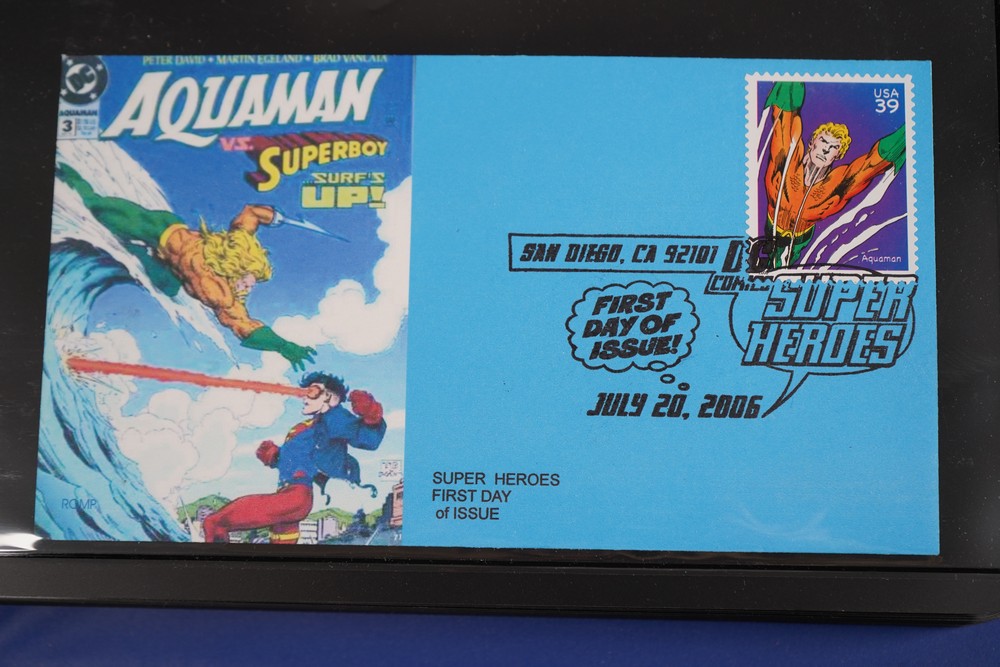 PETER DAVID • MARTIN EGELAND • BRAD VANCATA
DC
AQUAMAN
3
AQUAMAN
VS.
SUPERBOY
SURF'S
UP!
ROMP
USA
39
Aquaman
SAN DIEGO, CA 92101
DC
COMICS
SUPER
HEROES
FIRST
DAY OF
ISSUE!
JULY 20, 2006
SUPER HEROES
FIRST DAY
of ISSUE